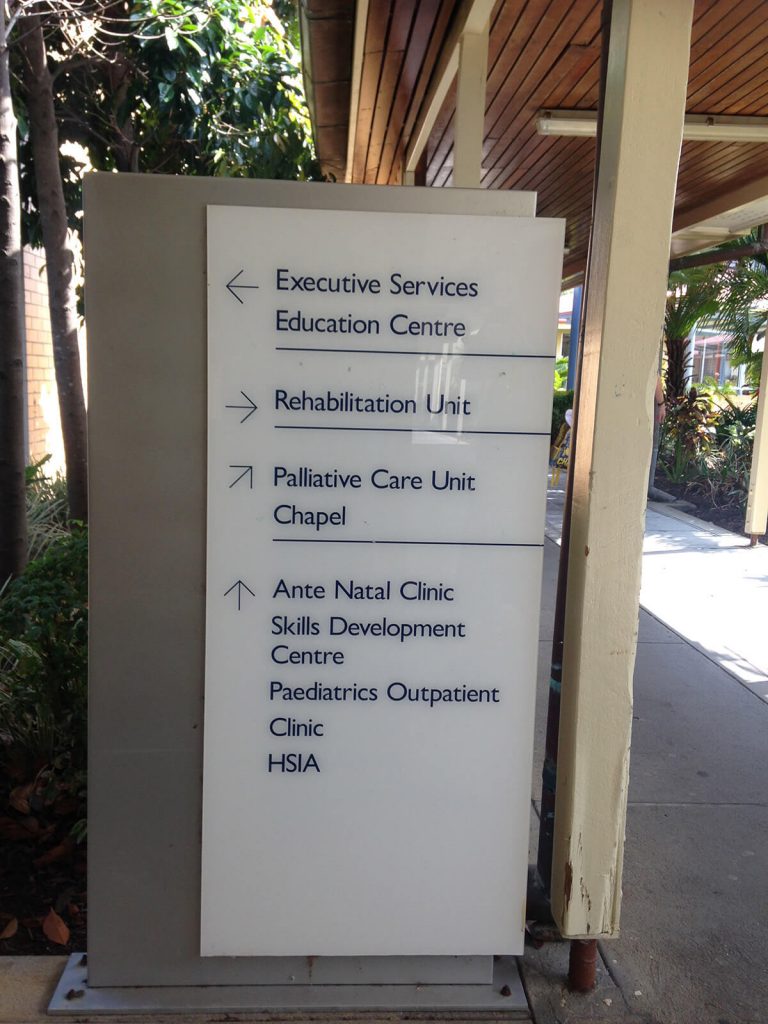 ← Executive Services
Education Centre
→ Rehabilitation Unit
↗ Palliative Care Unit
Chapel
↑ Ante Natal Clinic
Skills Development
Centre
Paediatrics Outpatient
Clinic
HSIA